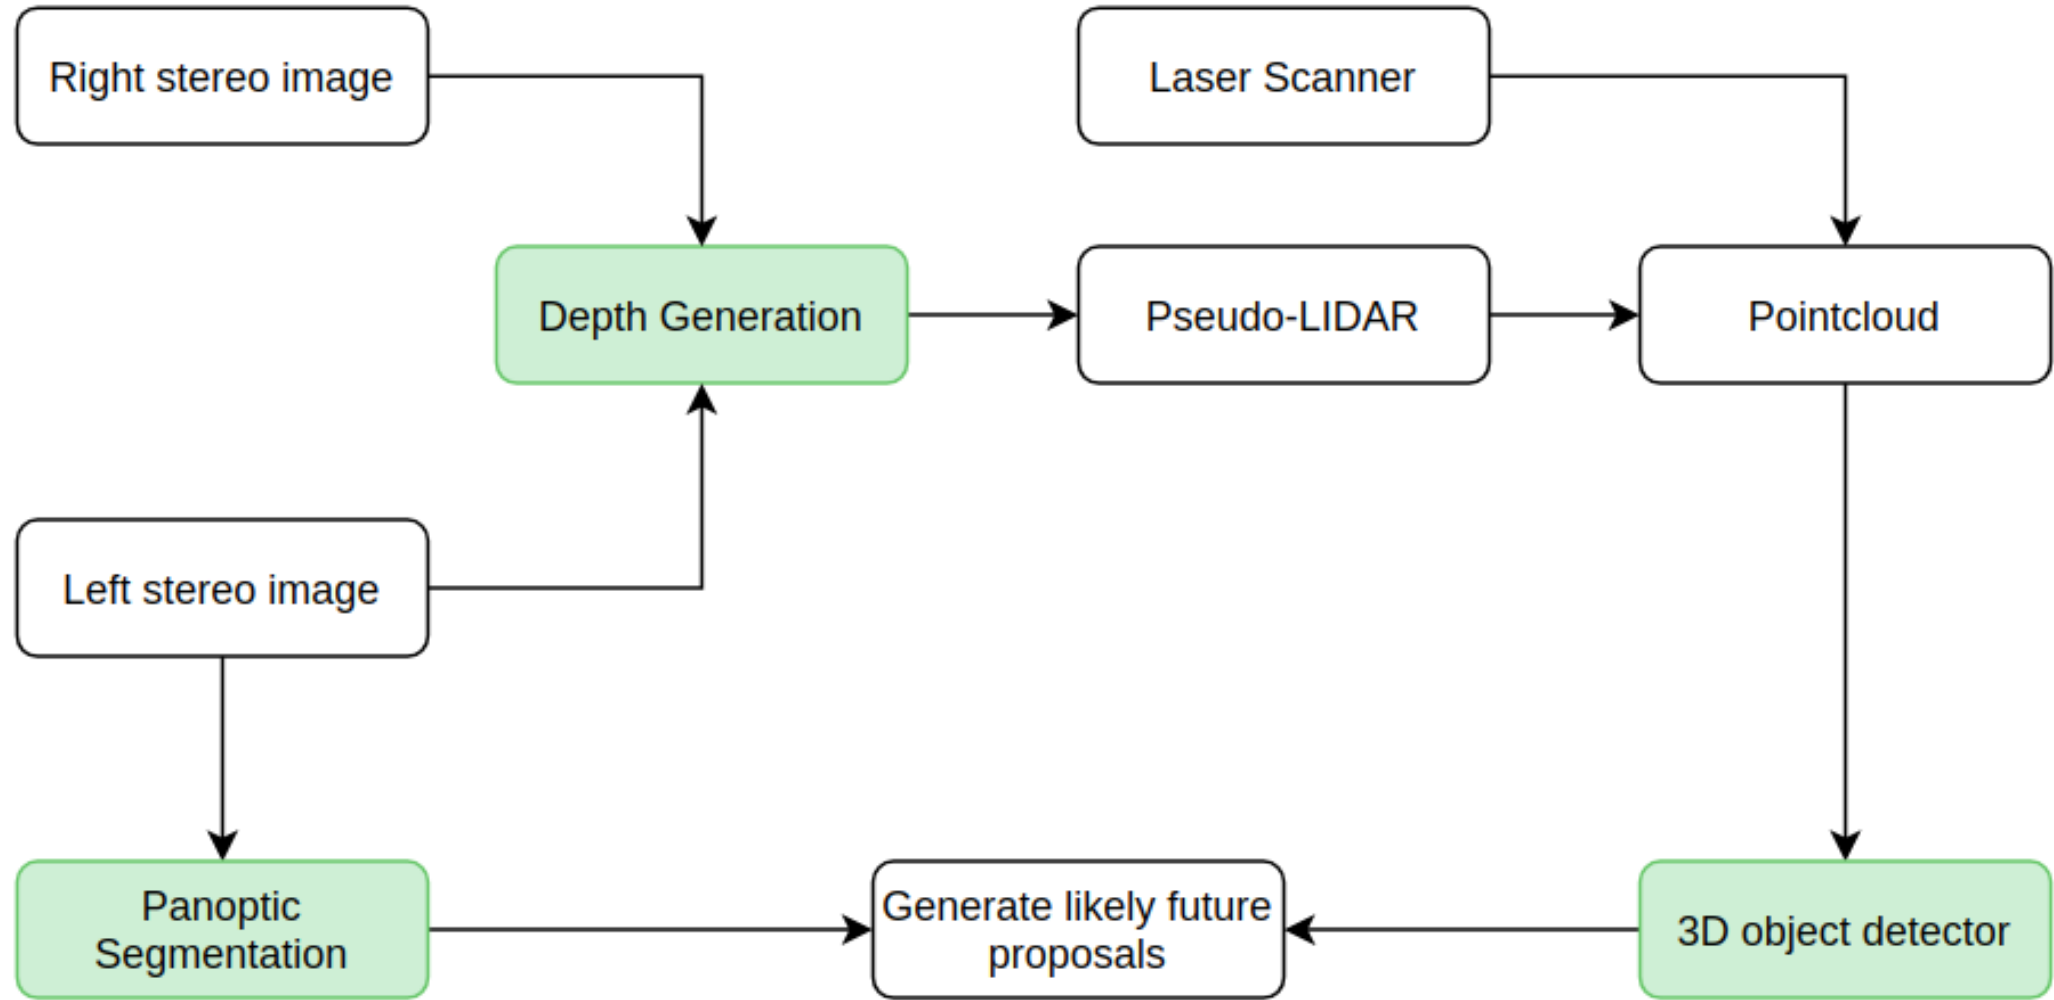 Right stereo image
Laser Scanner
Depth Generation
Pseudo-LIDAR
Pointcloud
Left stereo image
Panoptic
Segmentation
Generate likely future
proposals
3D object detector